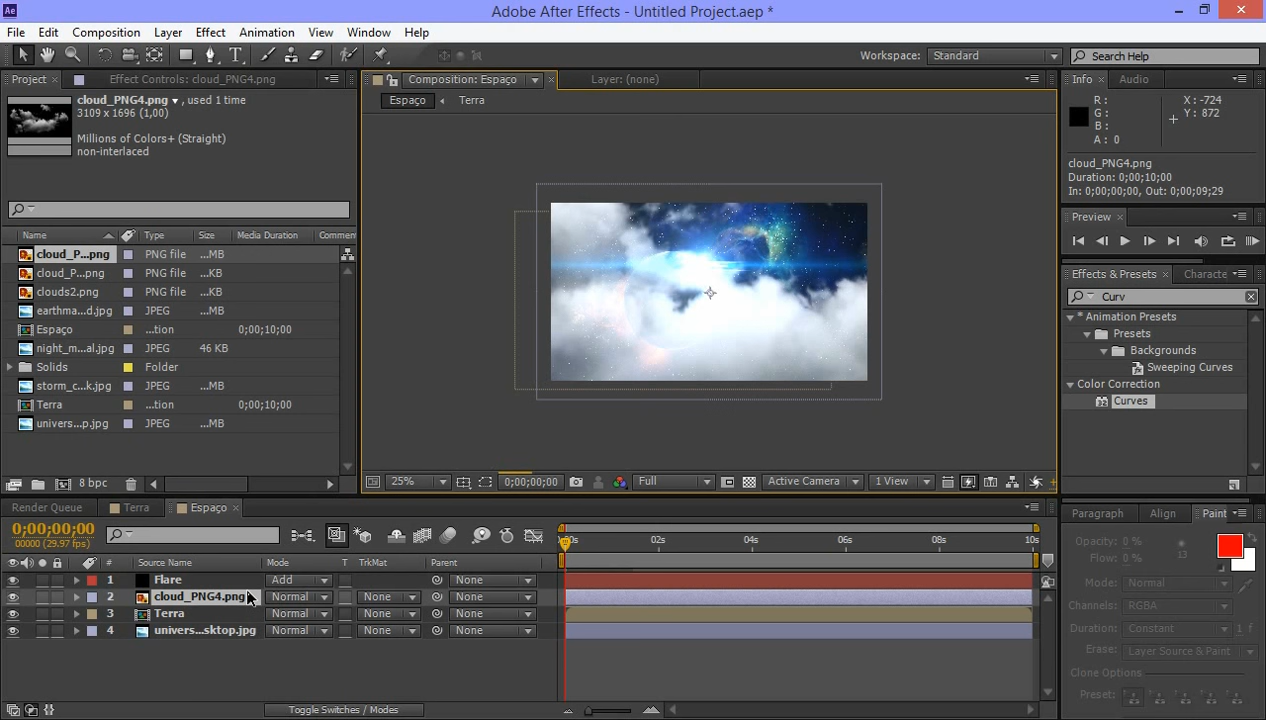 Ae Adobe After Effects - Untitled Project.aep *
File Edit Composition Layer Effect Animation View Window Help
Workspace: Standard Search Help
Project Effect Controls: cloud_PNG4.png Composition: Espaço Layer: (none) Info Audio
cloud_PNG4.png , used 1 time
3109 x 1696 (1,00)
Millions of Colors+ (Straight)
non-interlaced
Espaço Terra
R: X: -724
G: Y: 872
B:
A: 0
cloud_PNG4.png
Duration: 0;00;10;00
In: 0;00;00;00, Out: 0;00;09;29
Preview
Name Type Size Media Duration Comment
cloud_P...png PNG file ...MB
cloud_P...png PNG file ...KB
clouds2.png PNG file ...KB
earthma...d.jpg JPEG ...MB
Espaço ...tion 0;00;10;00
night_m...al.jpg JPEG 46 KB
Solids Folder
storm_c...k.jpg JPEG ...MB
Terra ...tion 0;00;10;00
univers...p.jpg JPEG ...MB
8 bpc
Effects & Presets Characte
Curv
* Animation Presets
Presets
Backgrounds
Sweeping Curves
Color Correction
32 Curves
25% 0;00;00;00 Full Active Camera 1 View
Render Queue Terra Espaço
0;00;00;00
00000 (29.97 fps)
# Source Name Mode T TrkMat Parent
02s 04s 06s 08s 10s
1 Flare Add None
2 cloud_PNG4.png Normal None None
3 Terra Normal None None
4 univers...sktop.jpg Normal None None
Toggle Switches / Modes
Paragraph Align Paint
Opacity: 0 %
Flow: 0 %
13
Mode: Normal
Channels: RGBA
Duration: Constant 1 f
Erase: Layer Source & Paint
Clone Options
Preset: